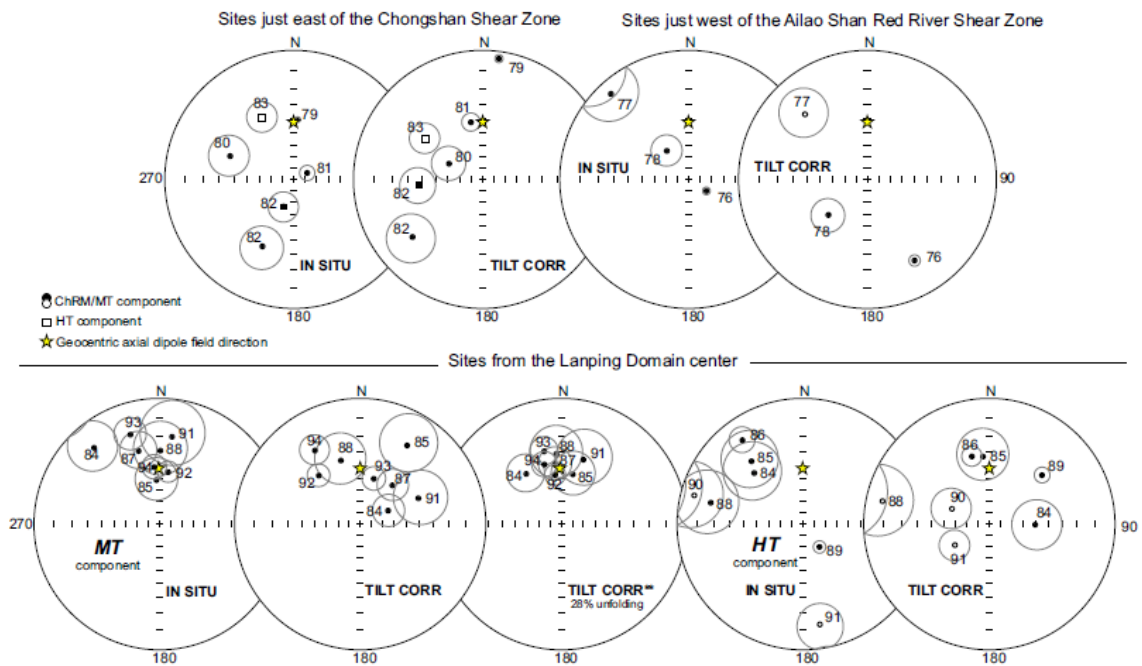 Sites just east of the Chongshan Shear Zone
Sites just west of the Ailao Shan Red River Shear Zone
N N N N
79
83 79
80 81
270
82
82
IN SITU
180
81
83
80
82
82
TILT CORR
180
77
78
IN SITU
76
180
77
TILT CORR
90
78
76
180
ChRM/MT component
HT component
Geocentric axial dipole field direction
Sites from the Lanping Domain center
N N N N N
93 91
84 87 88
94 92
85
270
MT
component
IN SITU
180
94 88 85
92 93 87
84 91
TILT CORR
180
93 88 91
94 87
84 92 85
TILT CORR**
28% unfolding
180
86
85
84
90
88
HT
component
89
IN SITU
91
180
86 85
89
88 90
84
90
91
TILT CORR
180